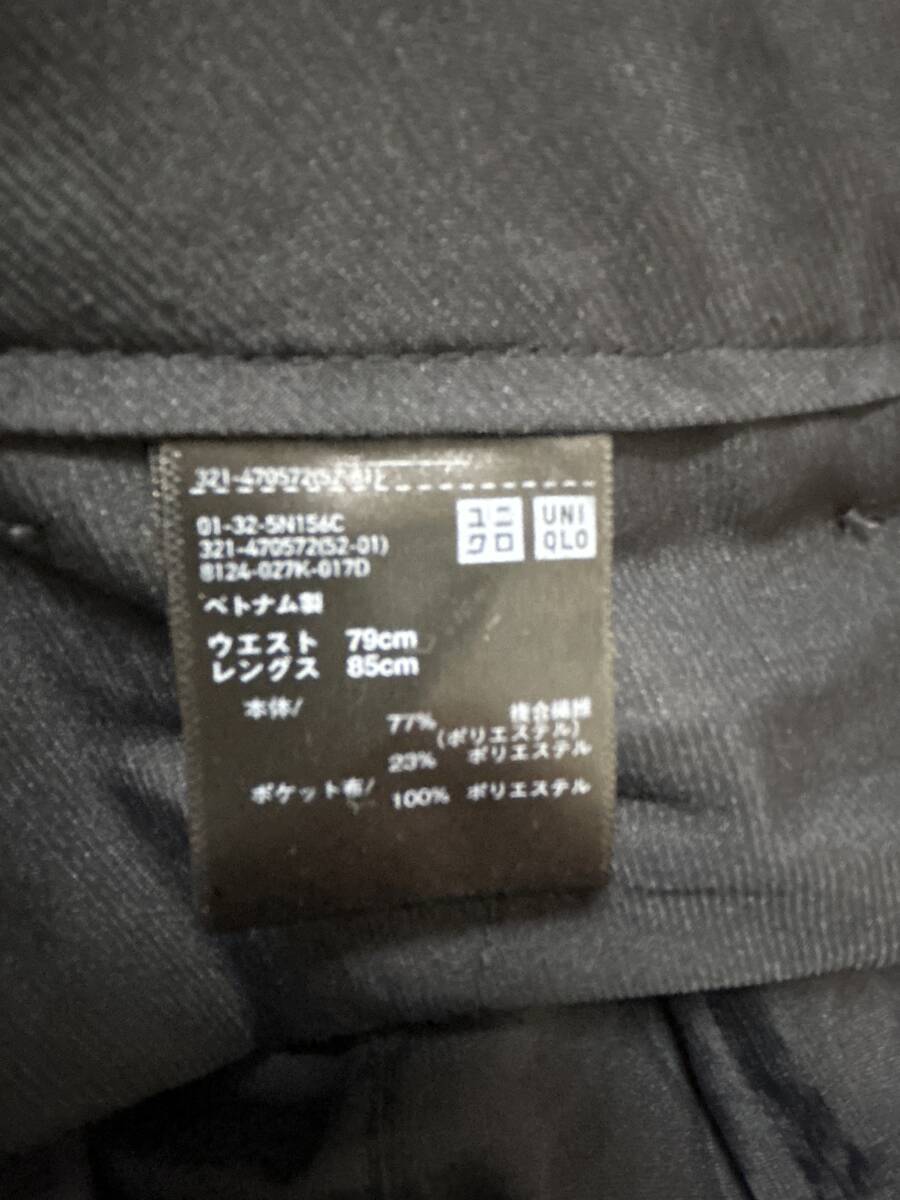 321-470572(52-01)
01-32-5N156C
321-470572(52-01)
8124-027K-017D
ユニ
クロ
UNI
QLO
ベトナム製
ウエスト 79cm
レングス 85cm
本体/
77% 複合繊維
(ポリエステル)
23% ポリエステル
ポケット布/
100% ポリエステル